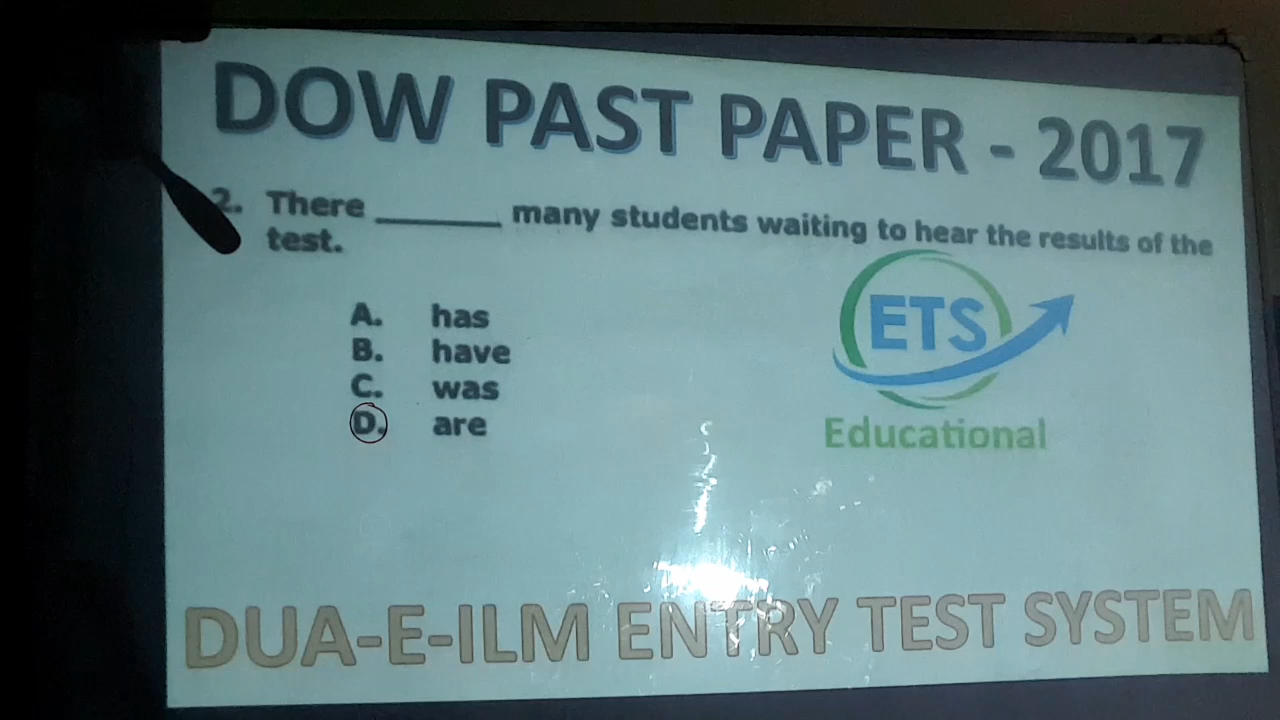 DOW PAST PAPER - 2017
2. There _______ many students waiting to hear the results of the
test.
A. has
B. have
C. was
D. are
ETS
Educational
DUA-E-ILM ENTRY TEST SYSTEM